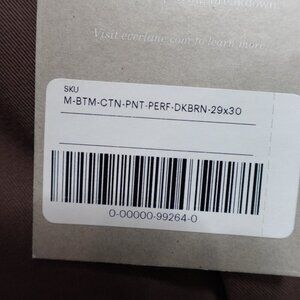 Visit everlane.com to learn more
SKU
M-BTM-CTN-PNT-PERF-DKBRN-29x30
0-00000-99264-0